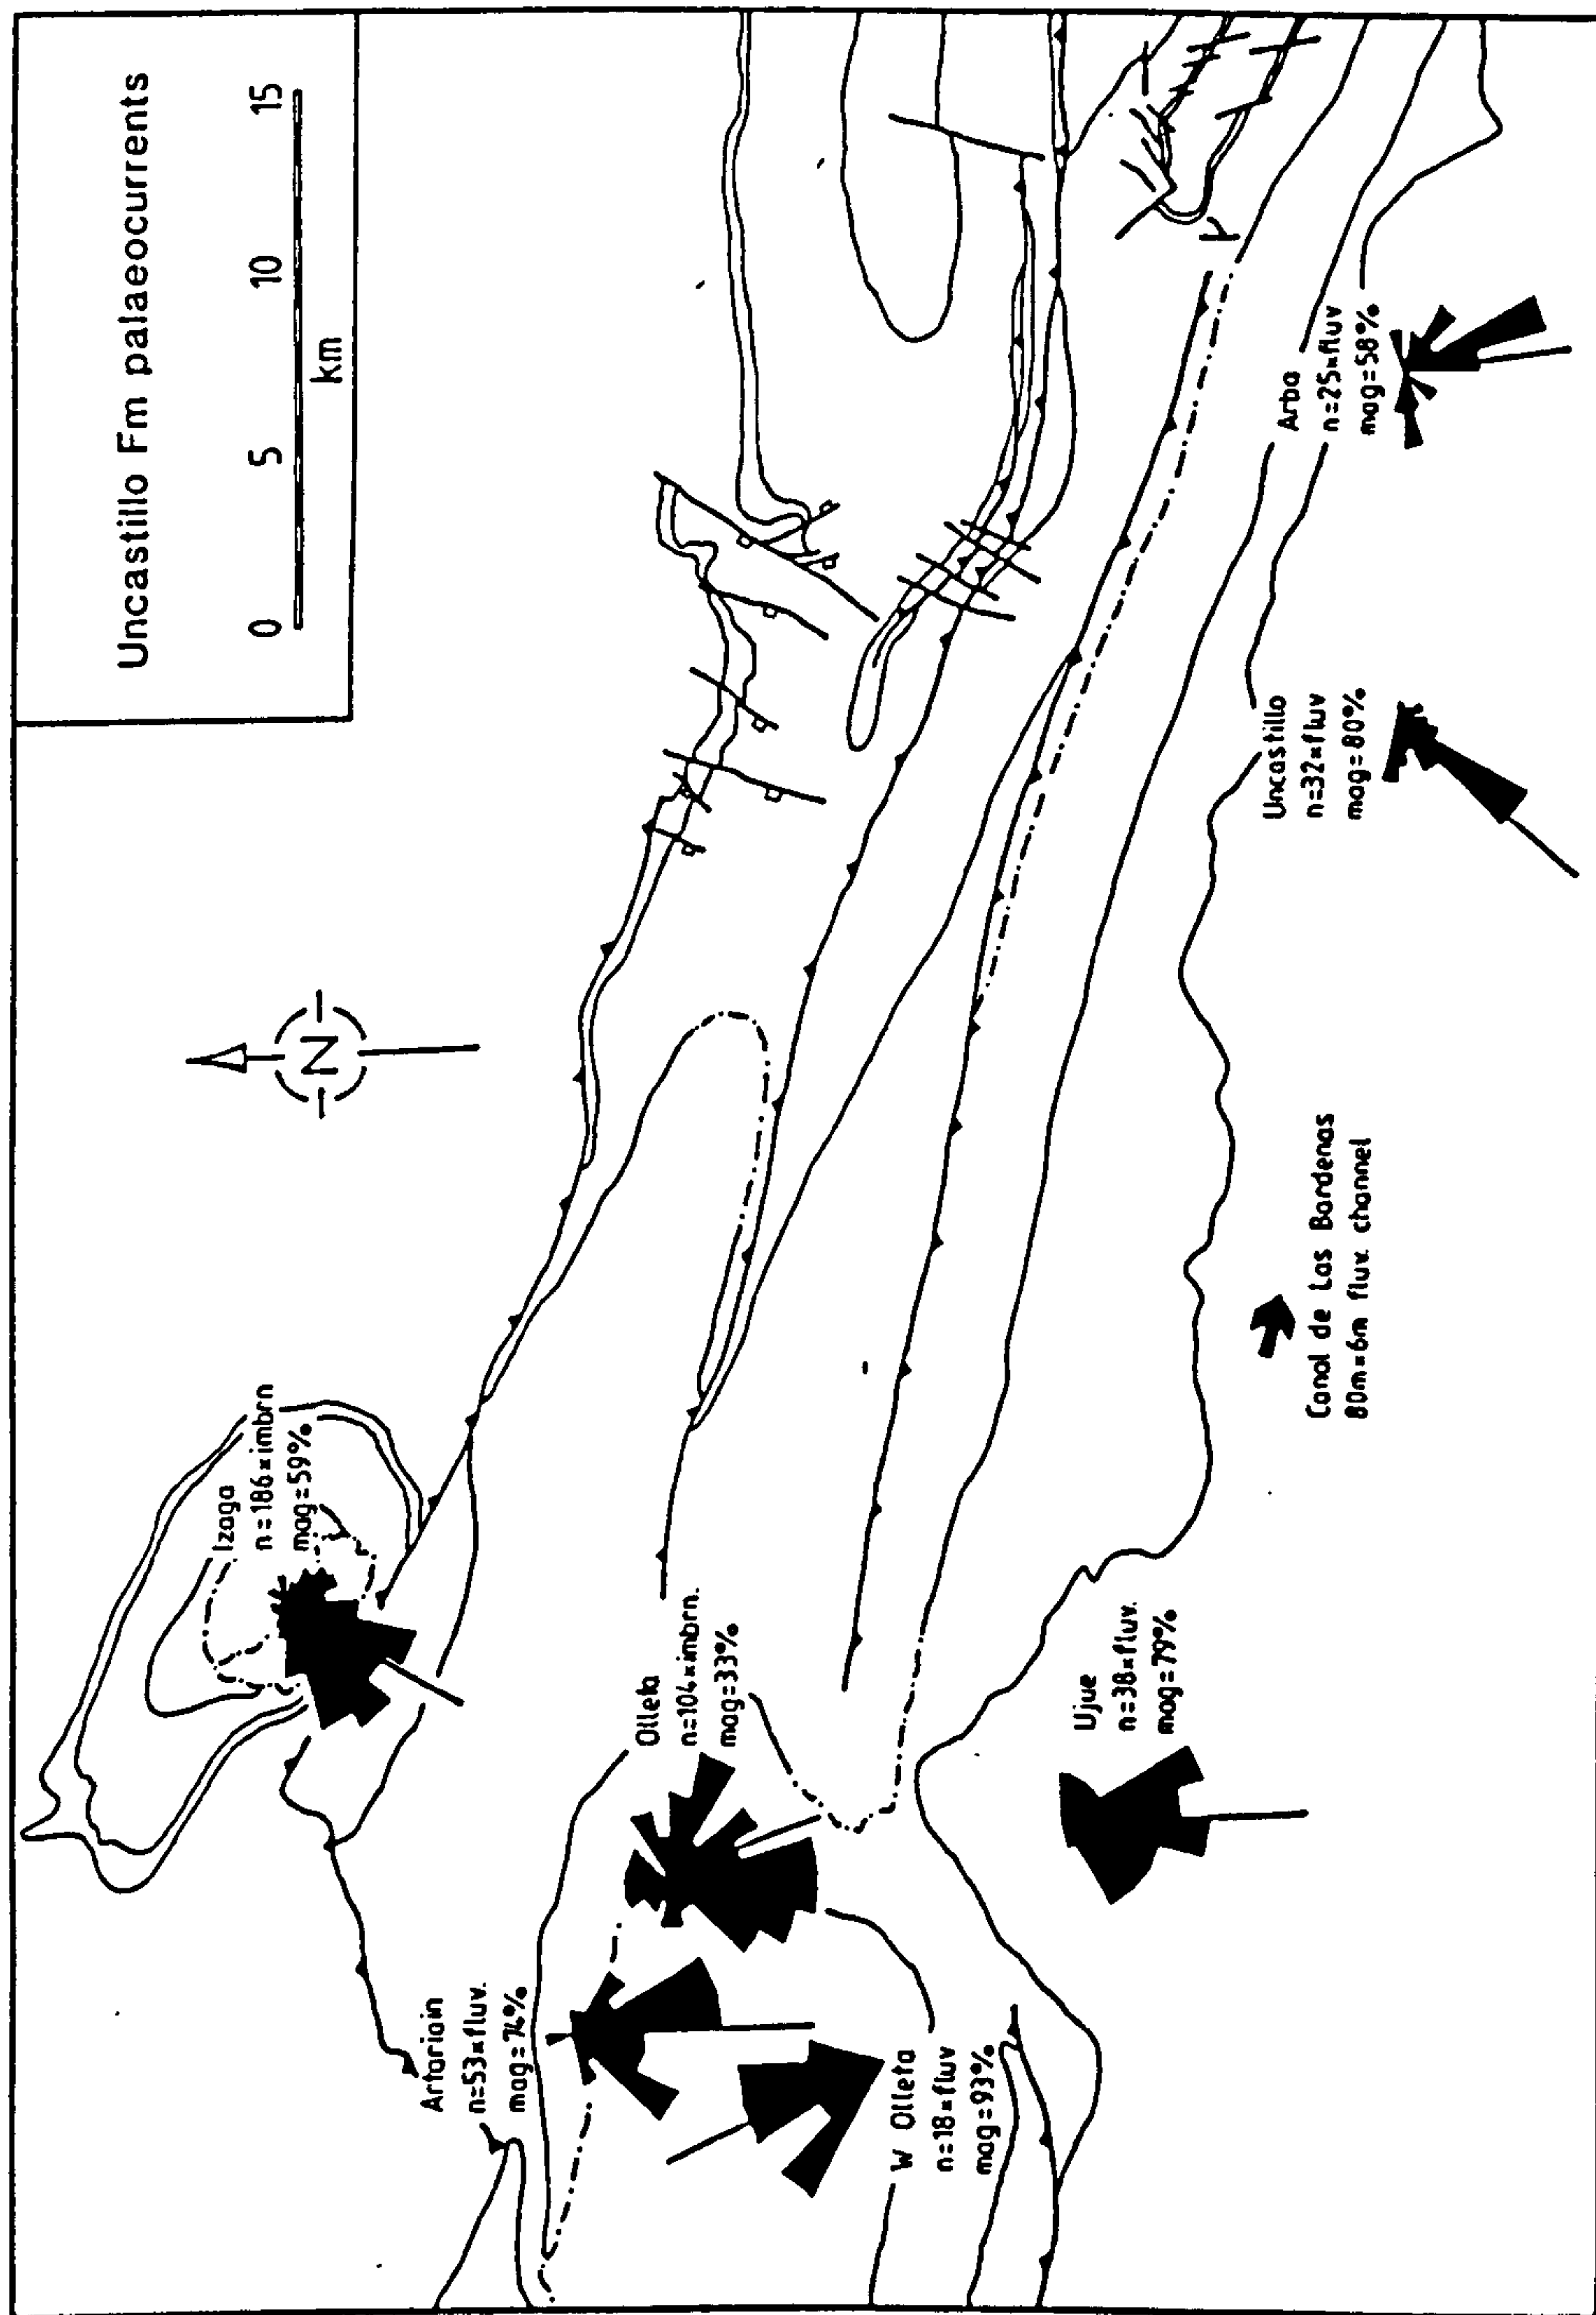 Uncastillo Fm palaeocurrents
0 5 10 15
km
N
Izaga
n=186×imbrn
mag=59%
Artariain
n=53×fluv.
mag=74%
Olleta
n=104×imbrn.
mag=33%
W Olleta
n=18×fluv
mag=93%
Ujue
n=38×fluv.
mag=79%
Canal de Las Bardenas
80m×6m fluv. channel
Uncastillo
n=32×fluv
mag=80%
Arba
n=25×fluv
mag=58%